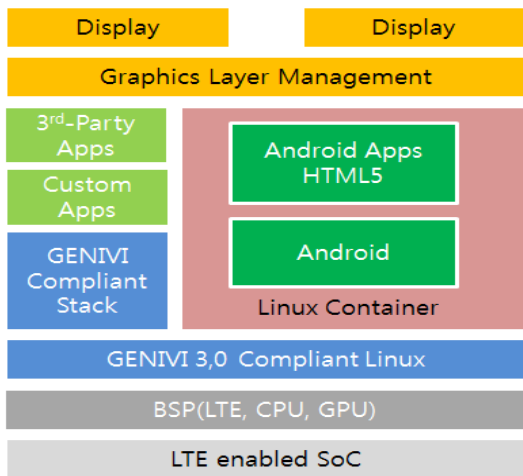 Display
Display
Graphics Layer Management
3rd-Party
Apps
Custom
Apps
GENIVI
Compliant
Stack
Android Apps
HTML5
Android
Linux Container
GENIVI 3,0 Compliant Linux
BSP(LTE, CPU, GPU)
LTE enabled SoC